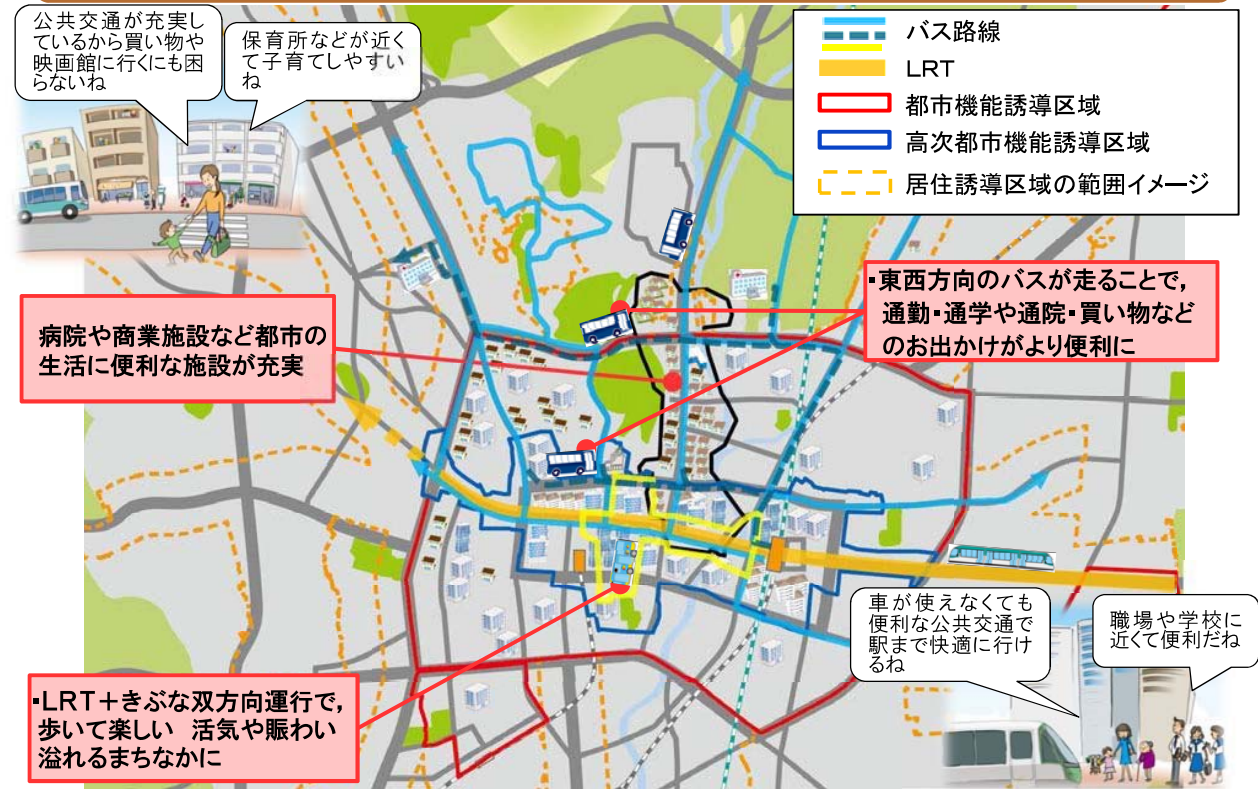 公共交通が充実し
ているから買い物や
映画館に行くにも困
らないね
保育所などが近く
て子育てしやすい
ね
バス路線
LRT
都市機能誘導区域
高次都市機能誘導区域
居住誘導区域の範囲イメージ
病院や商業施設など都市の
生活に便利な施設が充実
▪東西方向のバスが走ることで,
通勤・通学や通院・買い物など
のお出かけがより便利に
▪LRT+きぶな双方向運行で,
歩いて楽しい 活気や賑わい
溢れるまちなかに
車が使えなくても
便利な公共交通で
駅まで快適に行け
るね
職場や学校に
近くて便利だね